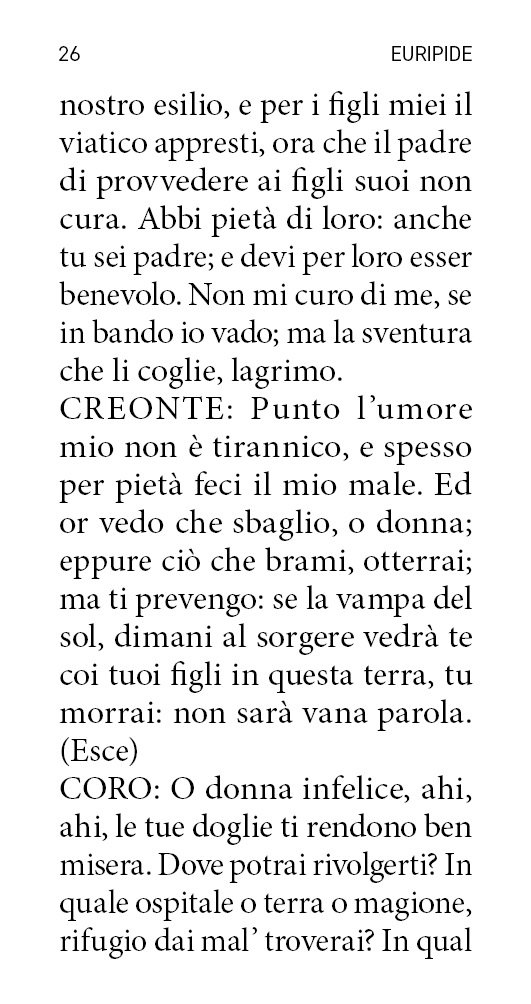 26 EURIPIDE
nostro esilio, e per i figli miei il
viatico appresti, ora che il padre
di provvedere ai figli suoi non
cura. Abbi pietà di loro: anche
tu sei padre; e devi per loro esser
benevolo. Non mi curo di me, se
in bando io vado; ma la sventura
che li coglie, lagrimo.
CREONTE: Punto l’umore
mio non è tirannico, e spesso
per pietà feci il mio male. Ed
or vedo che sbaglio, o donna;
eppure ciò che brami, otterrai;
ma ti prevengo: se la vampa del
sol, dimani al sorgere vedrà te
coi tuoi figli in questa terra, tu
morrai: non sarà vana parola.
(Esce)
CORO: O donna infelice, ahi,
ahi, le tue doglie ti rendono ben
misera. Dove potrai rivolgerti? In
quale ospitale o terra o magione,
rifugio dai mal’ troverai? In qual